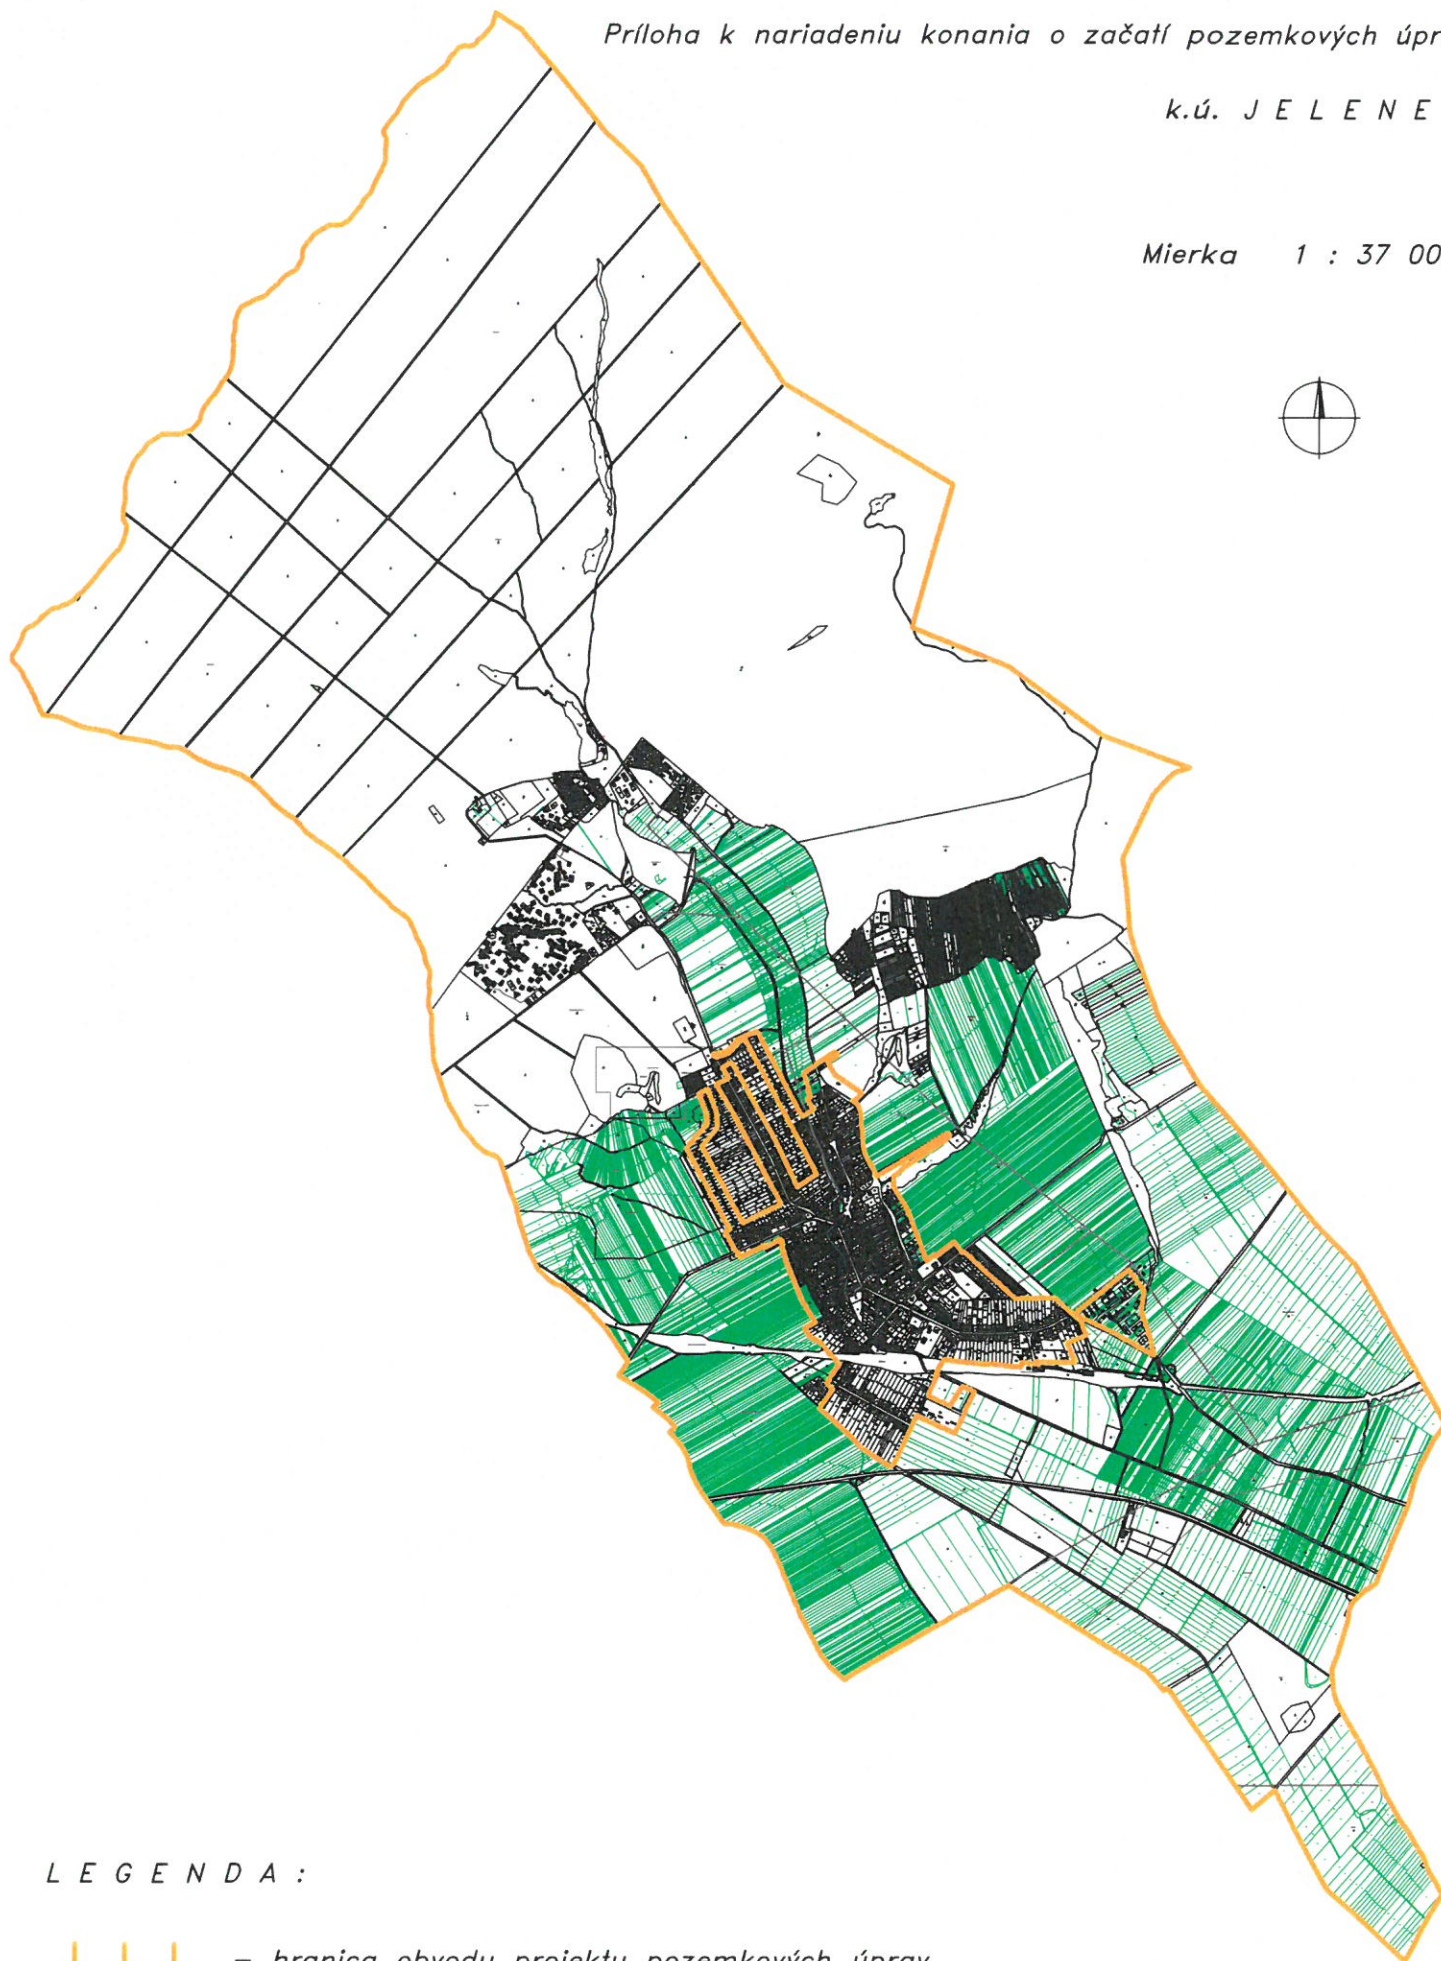 Príloha k nariadeniu konania o začatí pozemkových úpr
k.ú. J E L E N E
Mierka 1 : 37 00
L E G E N D A :
– hranica obvodu projektu pozemkových úprav